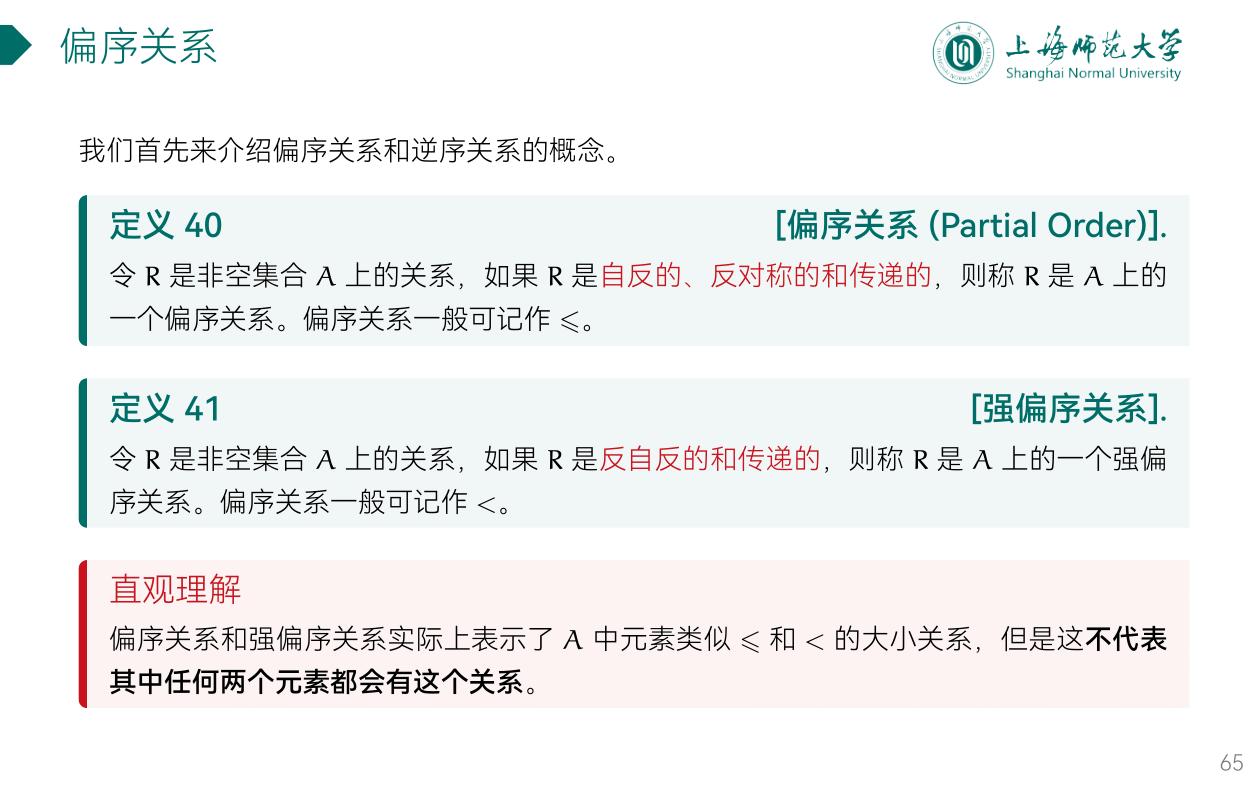 偏序关系
上海师范大学
Shanghai Normal University
我们首先来介绍偏序关系和逆序关系的概念。
定义 40 [偏序关系 (Partial Order)].
令 R 是非空集合 A 上的关系，如果 R 是自反的、反对称的和传递的，则称 R 是 A 上的
一个偏序关系。偏序关系一般可记作 ⩽。
定义 41 [强偏序关系].
令 R 是非空集合 A 上的关系，如果 R 是反自反的和传递的，则称 R 是 A 上的一个强偏
序关系。偏序关系一般可记作 <。
直观理解
偏序关系和强偏序关系实际上表示了 A 中元素类似 ⩽ 和 < 的大小关系，但是这不代表
其中任何两个元素都会有这个关系。
65